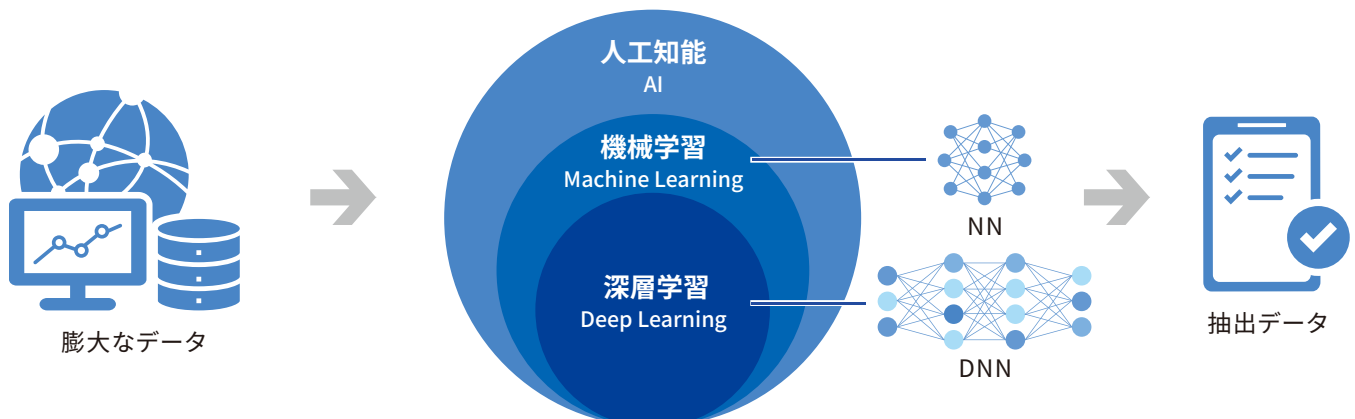 膨大なデータ
人工知能
AI
機械学習
Machine Learning
深層学習
Deep Learning
NN
DNN
抽出データ